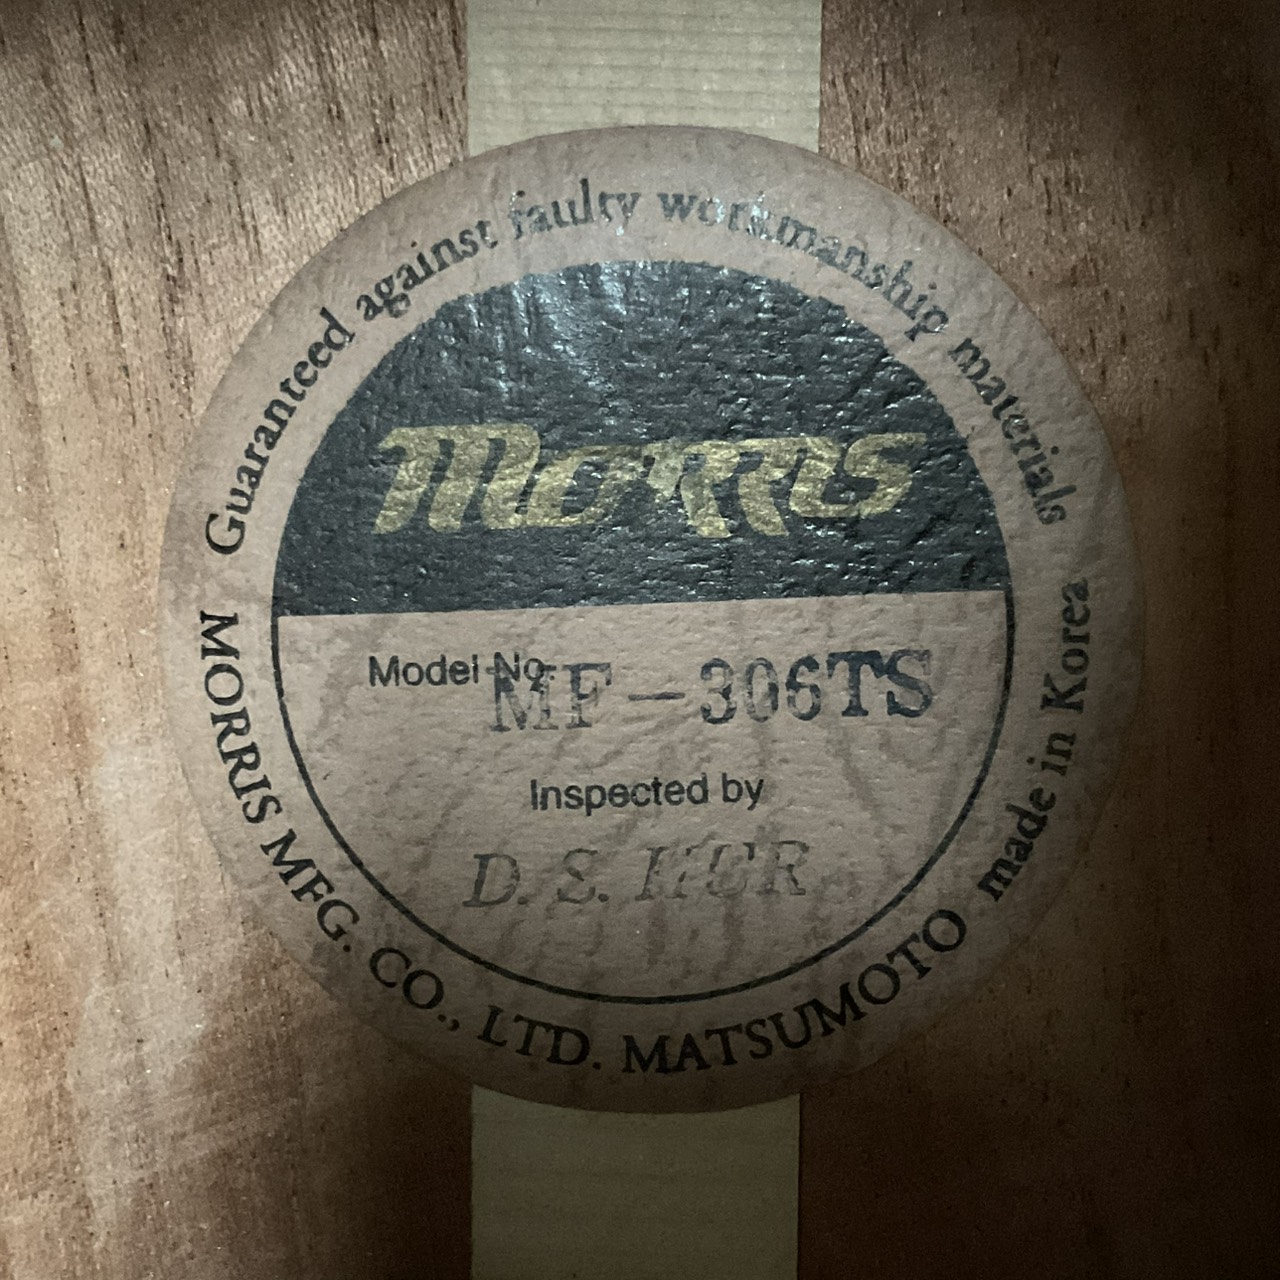 Guaranteed against faulty workmanship materials
Morris
Model No.
MF-306TS
Inspected by
D. S. HUR
MORRIS MFG. CO., LTD. MATSUMOTO made in Korea